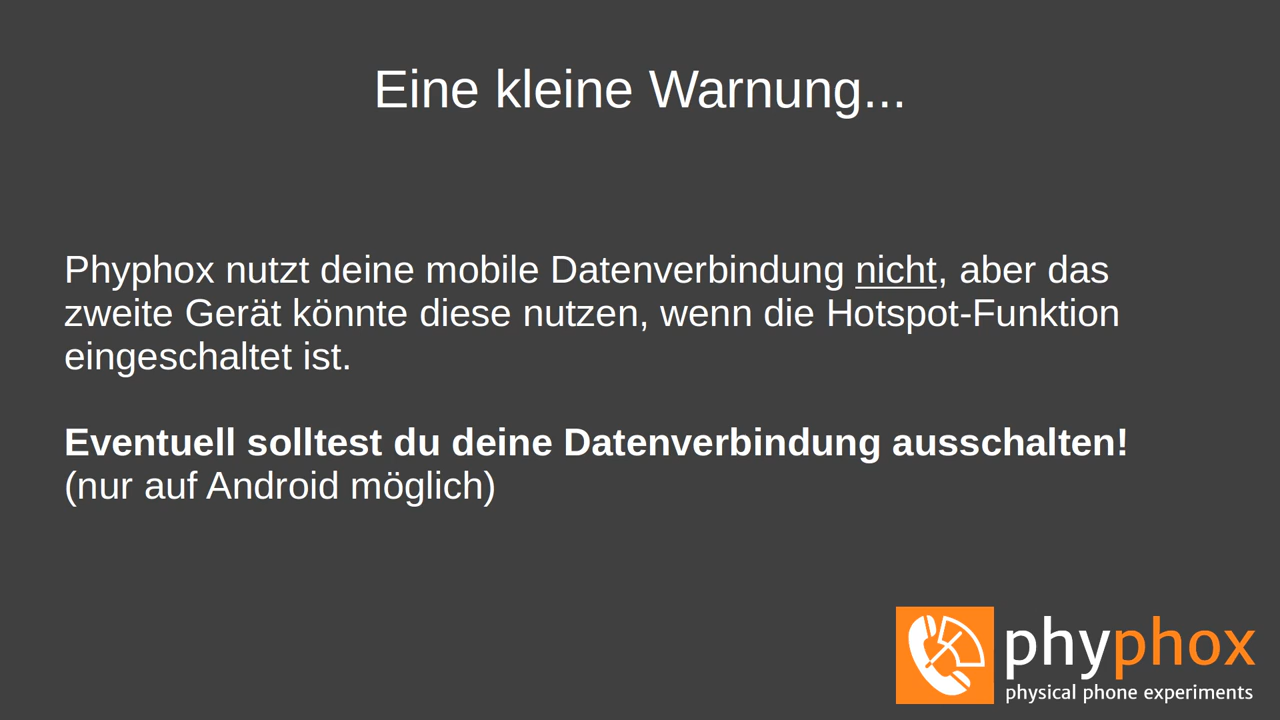 Eine kleine Warnung...
Phyphox nutzt deine mobile Datenverbindung nicht, aber das
zweite Gerät könnte diese nutzen, wenn die Hotspot-Funktion
eingeschaltet ist.
Eventuell solltest du deine Datenverbindung ausschalten!
(nur auf Android möglich)
phyphox
physical phone experiments